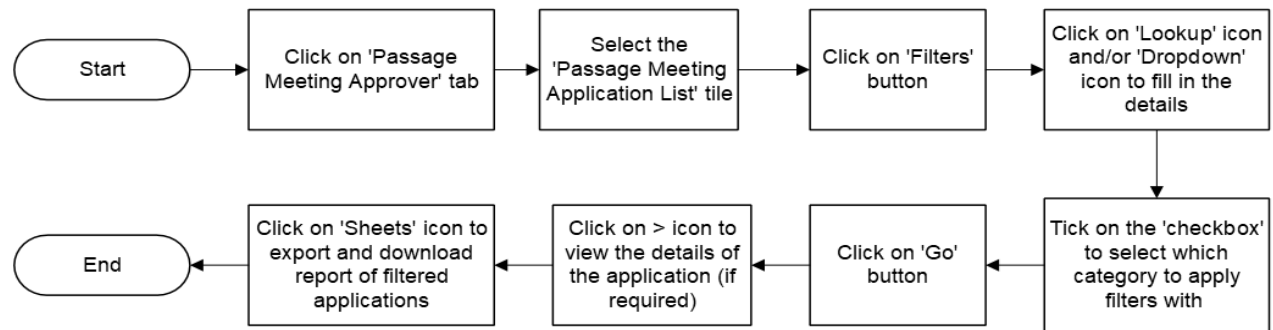 Start
Click on 'Passage
Meeting Approver' tab
Select the
'Passage Meeting
Application List' tile
Click on 'Filters'
button
Click on 'Lookup' icon
and/or 'Dropdown'
icon to fill in the
details
Tick on the 'checkbox'
to select which
category to apply
filters with
Click on 'Go'
button
Click on > icon to
view the details of
the application (if
required)
Click on 'Sheets' icon to
export and download
report of filtered
applications
End